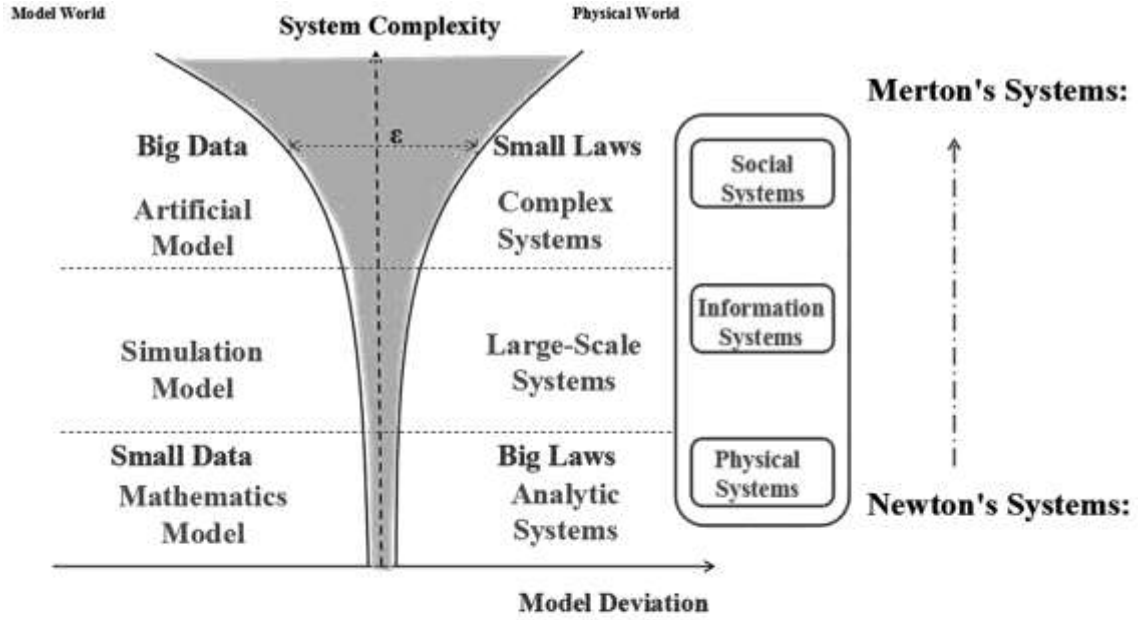 Model World
Physical World
System Complexity
Merton's Systems:
Big Data
ε
Small Laws
Social
Systems
Artificial
Model
Complex
Systems
Information
Systems
Simulation
Model
Large-Scale
Systems
Small Data
Big Laws
Physical
Systems
Mathematics
Model
Analytic
Systems
Newton's Systems:
Model Deviation